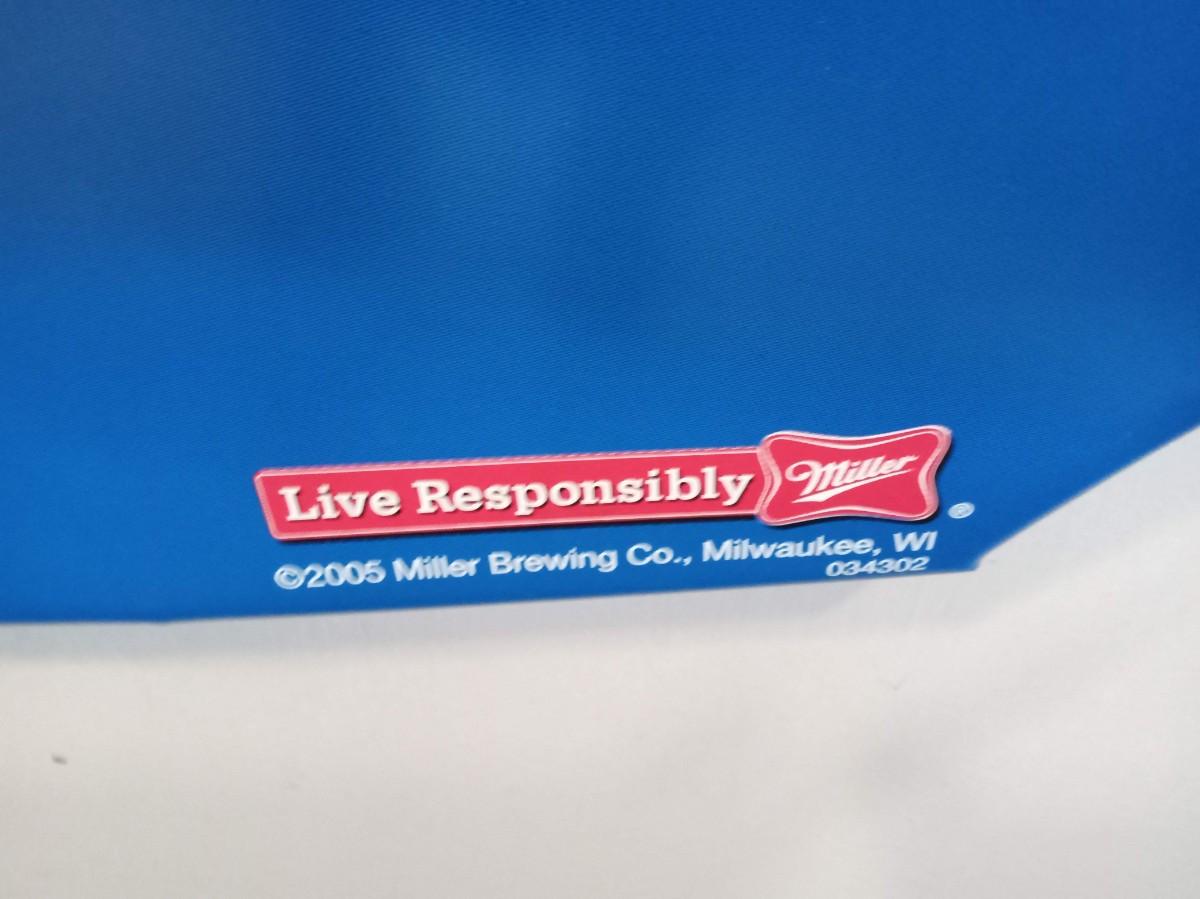 Live Responsibly Miller ®
©2005 Miller Brewing Co., Milwaukee, WI
034302